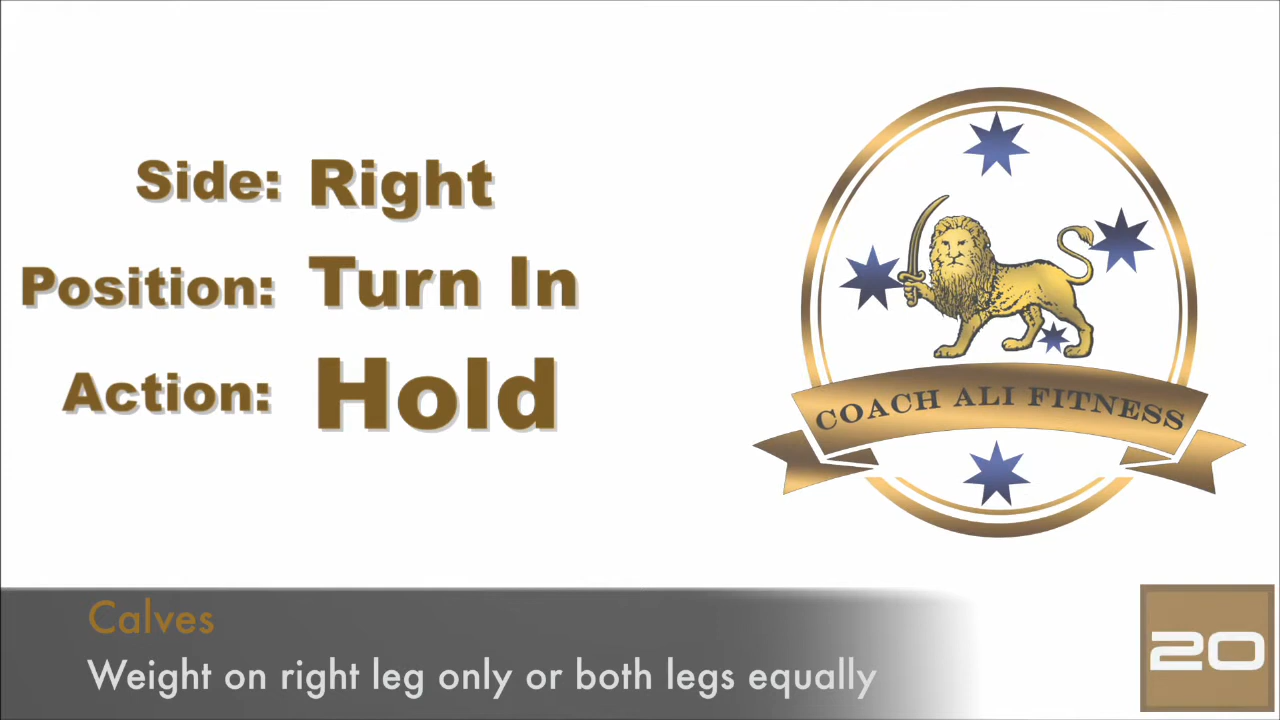 Side: Right
Position: Turn In
Action: Hold
COACH ALI FITNESS
Calves
Weight on right leg only or both legs equally
20